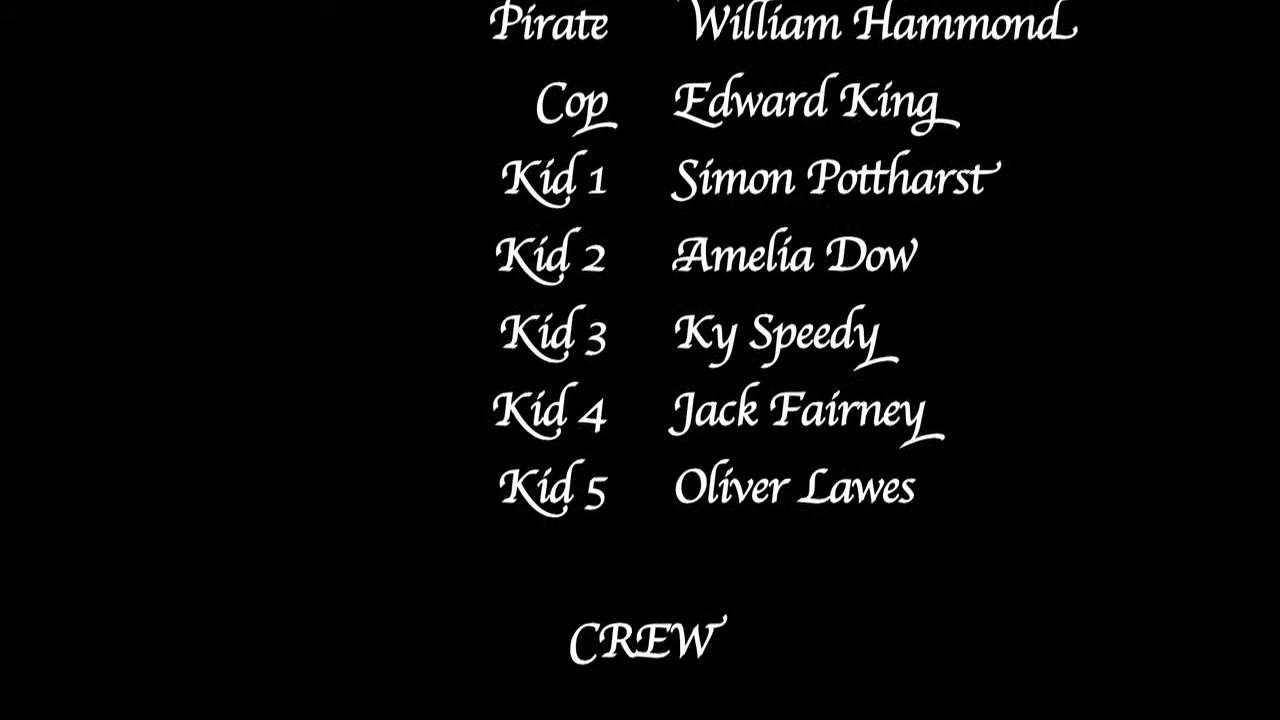 Pirate William Hammond
Cop Edward King
Kid 1 Simon Pottharst
Kid 2 Amelia Dow
Kid 3 Ky Speedy
Kid 4 Jack Fairney
Kid 5 Oliver Lawes
CREW